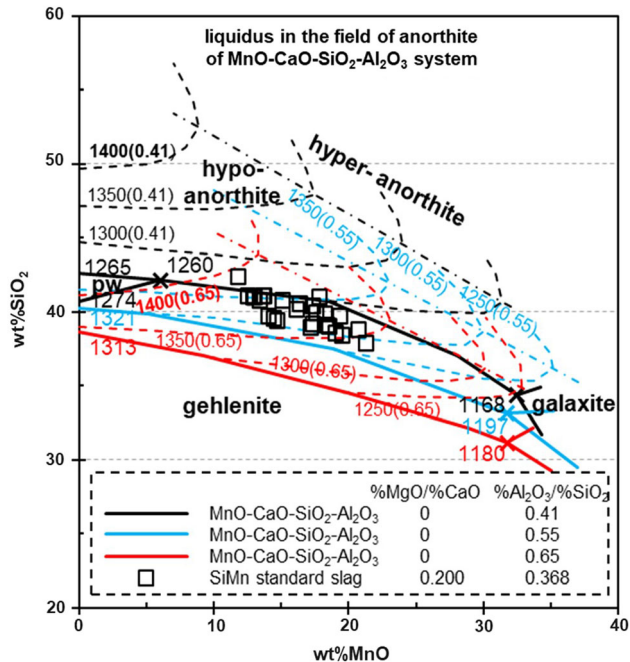 60
liquidus in the field of anorthite
of MnO-CaO-SiO₂-Al₂O₃ system
50
1400(0.41)
hypo-
anorthite
hyper- anorthite
1350(0.41)
1350(0.55)
1300(0.41)
1300(0.55)
1250(0.55)
1265
1260
pw
1274
1400(0.65)
40
1321
1350(0.65)
1313
1300(0.65)
1250(0.65)
gehlenite
1168
galaxite
1197
1180
30
%MgO/%CaO %Al₂O₃/%SiO₂
MnO-CaO-SiO₂-Al₂O₃ 0 0.41
MnO-CaO-SiO₂-Al₂O₃ 0 0.55
MnO-CaO-SiO₂-Al₂O₃ 0 0.65
SiMn standard slag 0.200 0.368
20
0 10 20 30 40
wt%MnO
wt%SiO₂